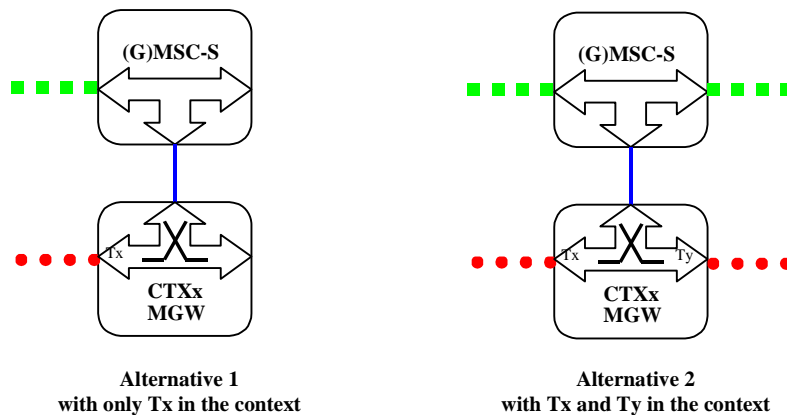 (G)MSC-S
(G)MSC-S
Tx
CTXx
MGW
Tx
Ty
CTXx
MGW
Alternative 1
with only Tx in the context
Alternative 2
with Tx and Ty in the context